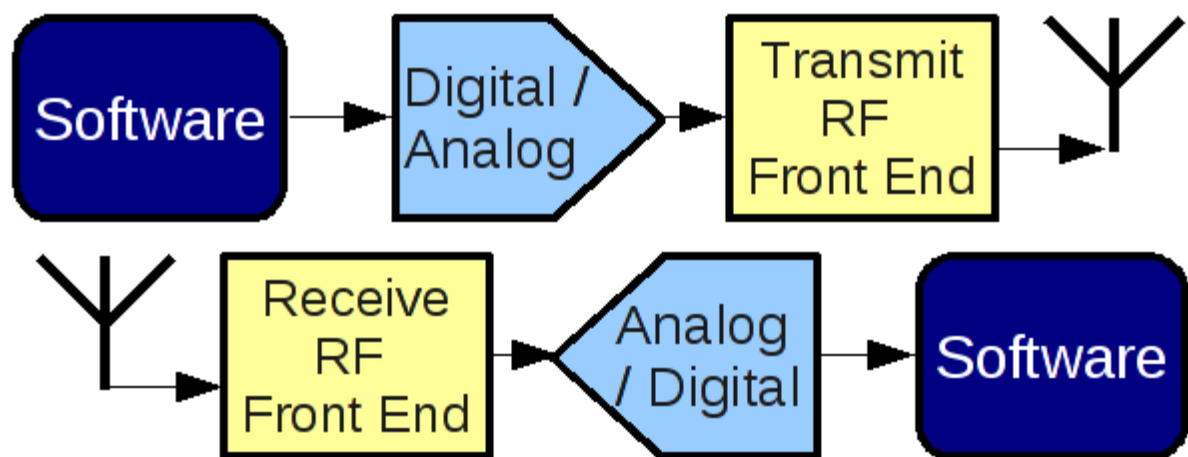 Software
Digital /
Analog
Transmit
RF
Front End
Receive
RF
Front End
Analog
/ Digital
Software